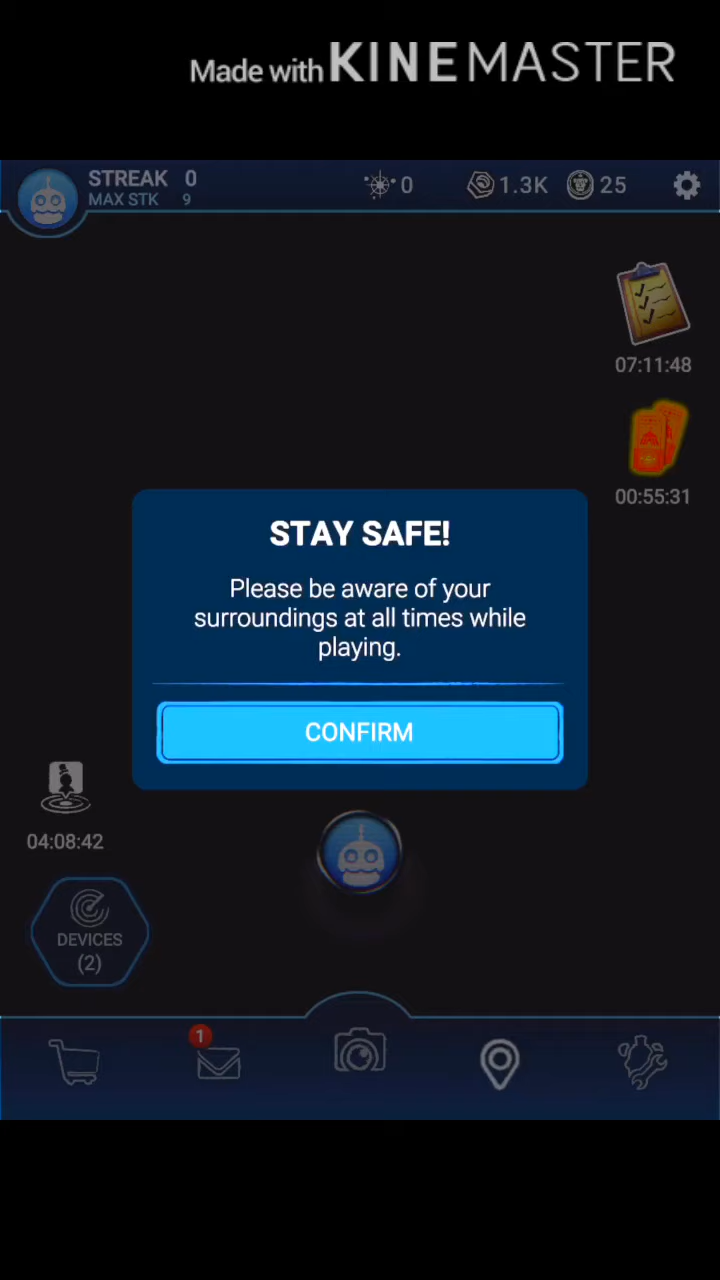 Made with KINEMASTER
STREAK 0
MAX STK 9
0
1.3K
25
07:11:48
00:55:31
STAY SAFE!
Please be aware of your
surroundings at all times while
playing.
CONFIRM
04:08:42
DEVICES
(2)
1